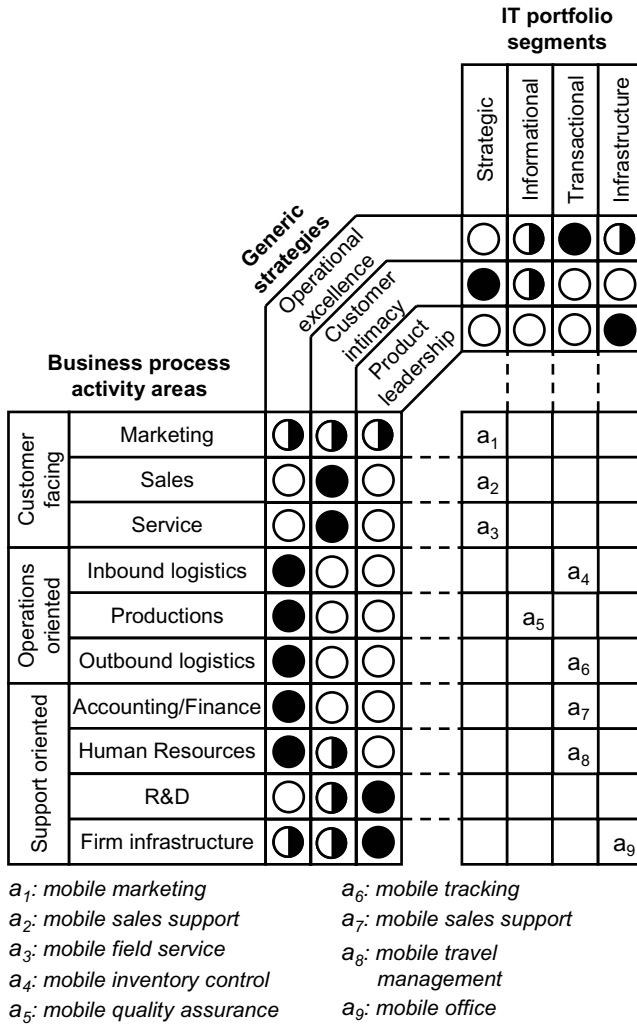 IT portfolio
segments
Strategic
Informational
Transactional
Infrastructure
Generic
strategies
Operational
excellence
Customer
intimacy
Product
leadership
Business process
activity areas
Customer
facing
Marketing
a1
Sales
a2
Service
a3
Operations
oriented
Inbound logistics
a4
Productions
a5
Outbound logistics
a6
Support oriented
Accounting/Finance
a7
Human Resources
a8
R&D
Firm infrastructure
a9
a1: mobile marketing
a2: mobile sales support
a3: mobile field service
a4: mobile inventory control
a5: mobile quality assurance
a6: mobile tracking
a7: mobile sales support
a8: mobile travel
management
a9: mobile office